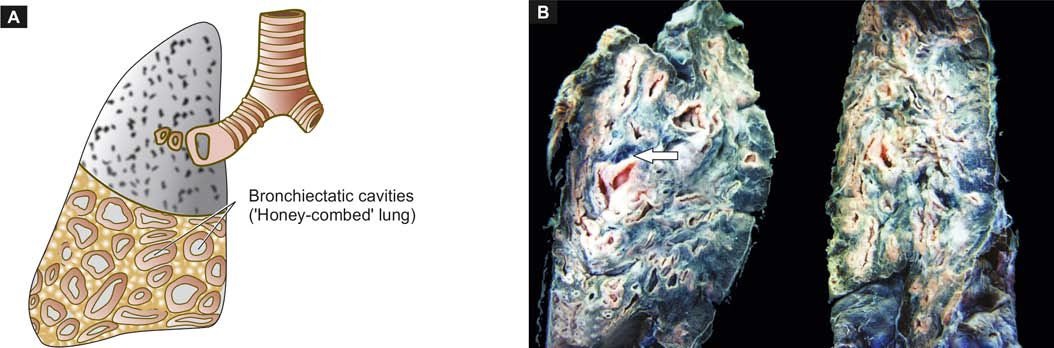 A
Bronchiectatic cavities
('Honey-combed' lung)
B